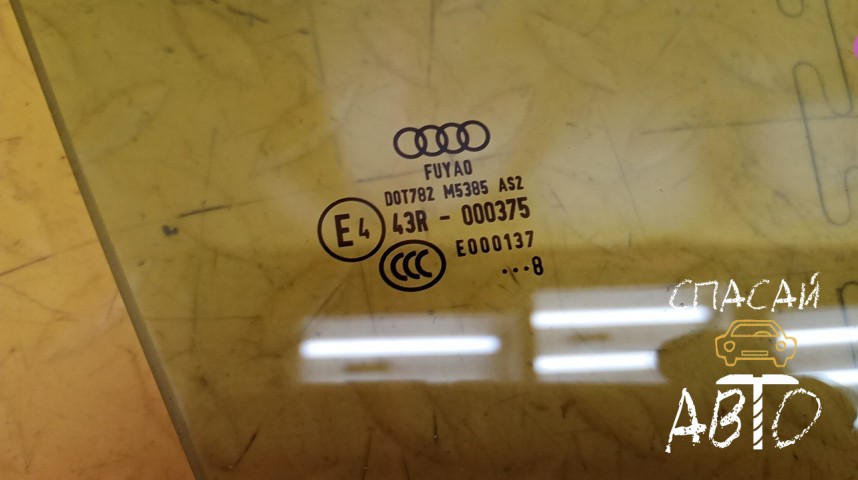 FUYAO
DOT782 M5385 AS2
E4 43R - 000375
CCC E000137
...8
СПАСАЙ
АВТО